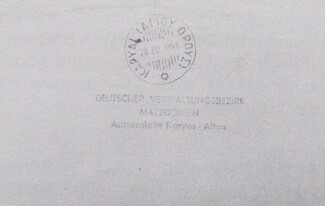 ΚΑΡΥΑΙ (ΑΓΙΟΥ ΟΡΟΥΣ)
DEUTSCHER VERWALTUNGSBEZIRK
MAZEDONIEN
Aussenstelle Karyes - Athos